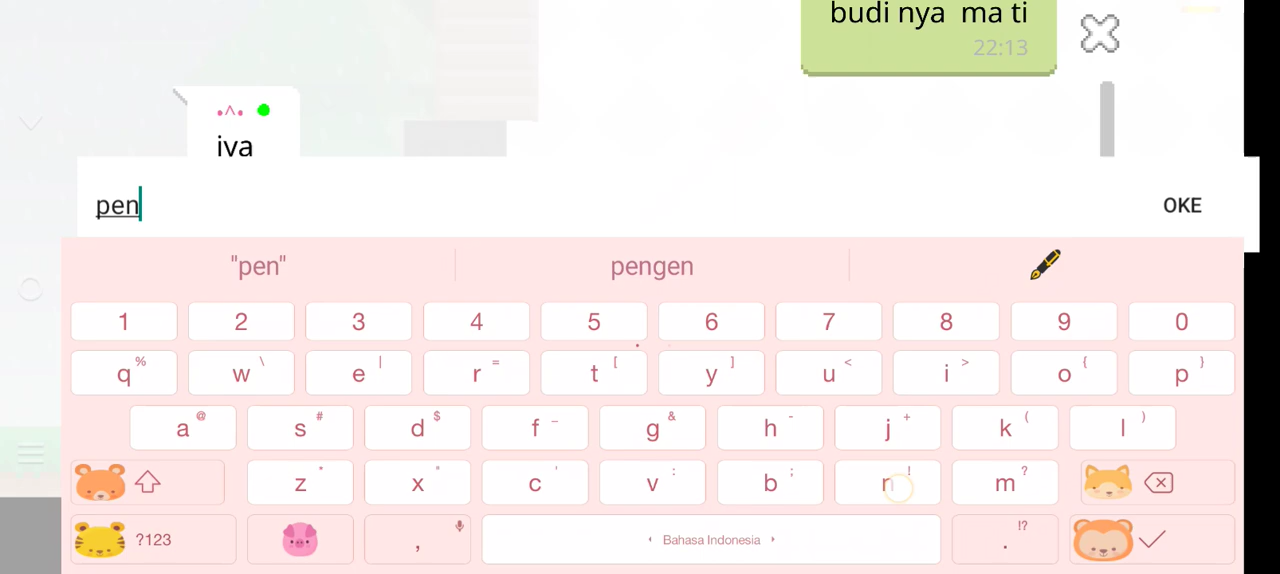 budi nya  ma ti
22:13
•^•
iva
pen
OKE
"pen"
pengen
1 2 3 4 5 6 7 8 9 0
q % w \ e | r = t [ y ] u < i > o { p }
a @ s # d $ f _ g & h - j + k ( l )
z * x " c ' v : b ; n ! m ?
?123 , Bahasa Indonesia . !?